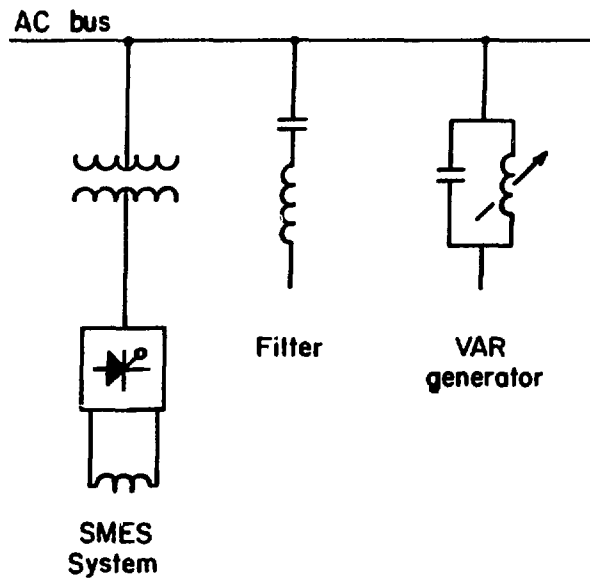 AC bus
Filter
VAR
generator
SMES
System